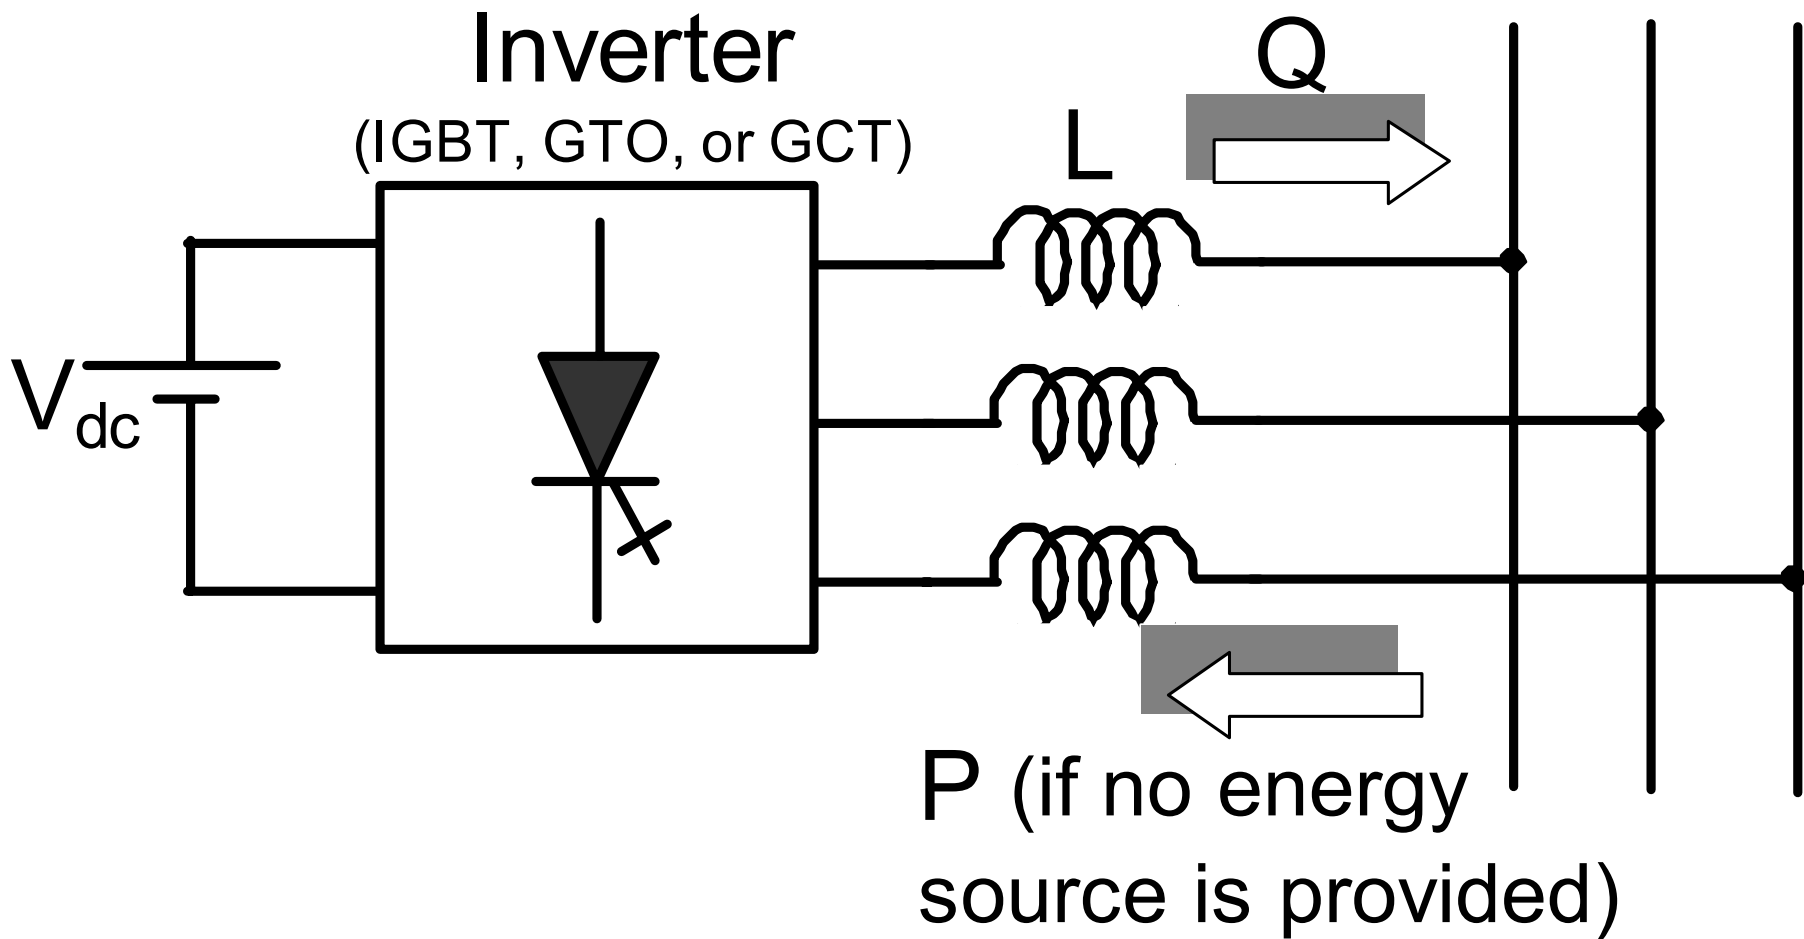 Inverter
(IGBT, GTO, or GCT)
Q
L
Vdc
P (if no energy
source is provided)